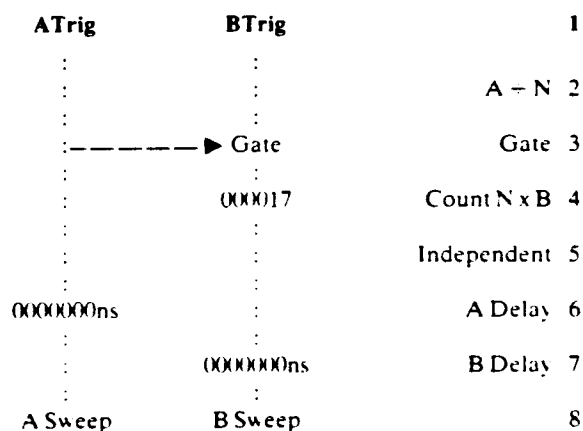 ATrig BTrig 1
A ÷ N 2
Gate Gate 3
000017 Count N x B 4
Independent 5
0000000ns A Delay 6
0000000ns B Delay 7
A Sweep B Sweep 8